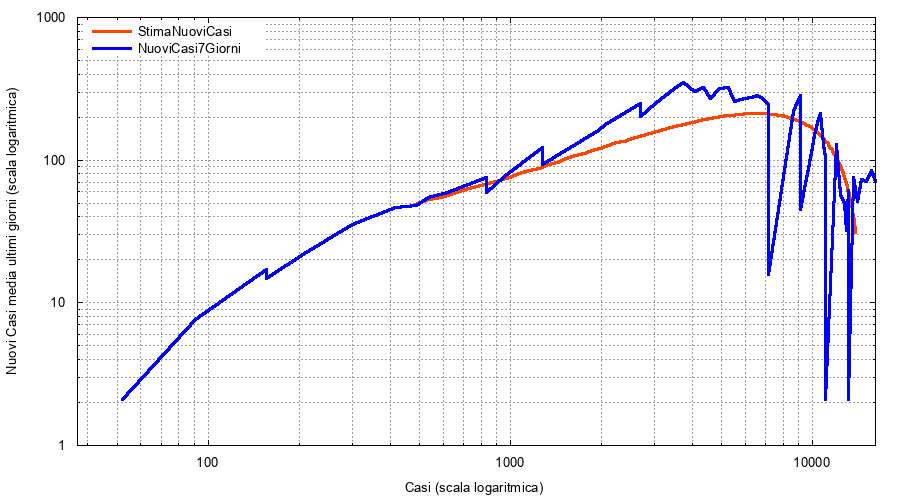 1000
StimaNuoviCasi
NuoviCasi7Giorni
100
10
1
Nuovi Casi media ultimi giorni (scala logaritmica)
100
1000
10000
Casi (scala logaritmica)